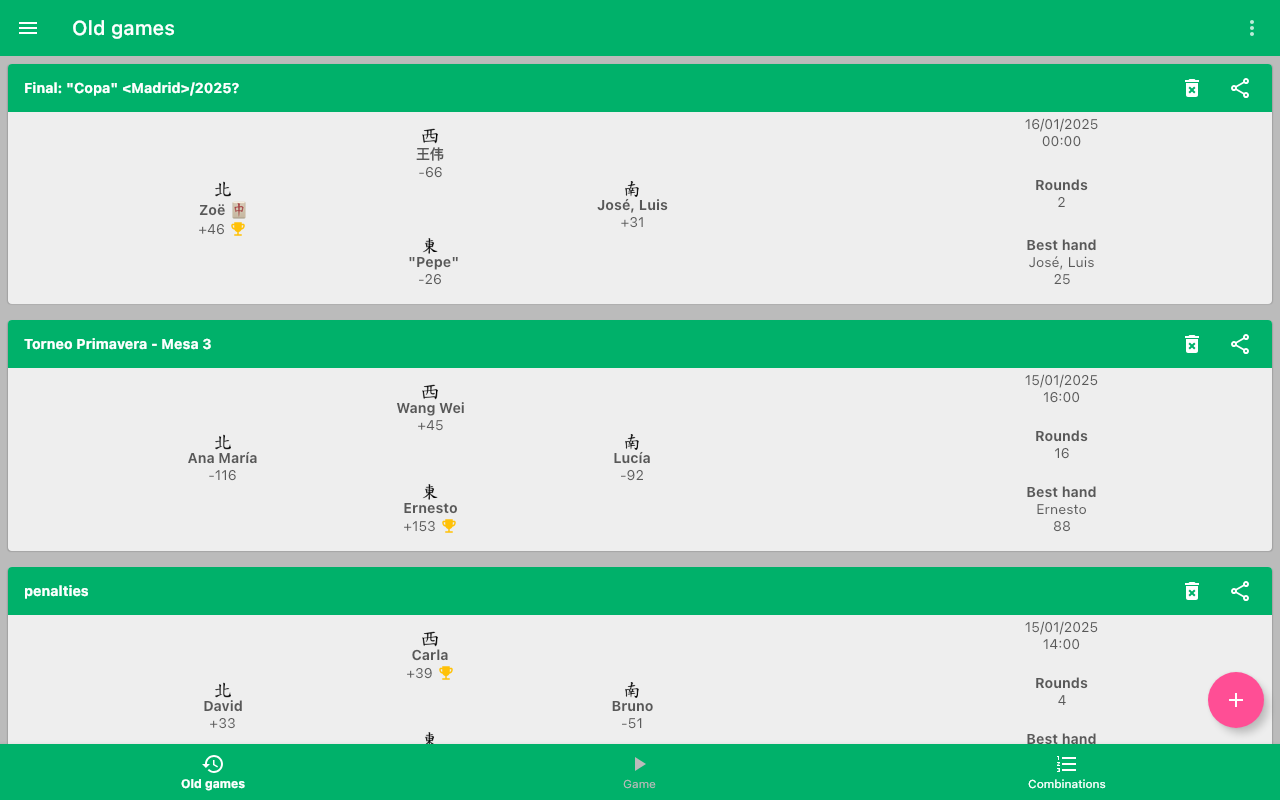 Old games
Final: "Copa" <Madrid>/2025?
西
王伟
-66
北
Zoë 🀄
+46 🏆
南
José, Luis
+31
東
"Pepe"
-26
16/01/2025
00:00
Rounds
2
Best hand
José, Luis
25
Torneo Primavera - Mesa 3
西
Wang Wei
+45
北
Ana María
-116
南
Lucía
-92
東
Ernesto
+153 🏆
15/01/2025
16:00
Rounds
16
Best hand
Ernesto
88
penalties
西
Carla
+39 🏆
北
David
+33
南
Bruno
-51
東
15/01/2025
14:00
Rounds
4
Best hand
Old games
Game
Combinations